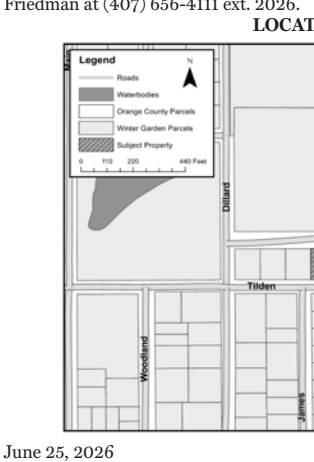 Friedman at (407) 656-4111 ext. 2026.
LOCAT
Main
Legend
N
Roads
Waterbodies
Orange County Parcels
Winter Garden Parcels
Subject Property
0 110 220 440 Feet
Dillard
Tilden
Woodland
James
June 25, 2026